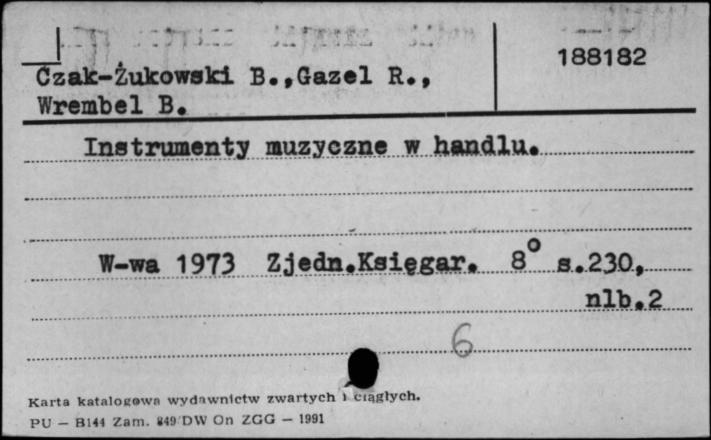 188182
Czak-Żukowski B.,Gazel R.,
Wrembel B.
Instrumenty muzyczne w handlu.
W-wa 1973 Zjedn.Księgar. 8° s.230,
nlb.2
6
Karta katalogowa wydawnictw zwartych i ciągłych.
PU — B144 Zam. 849/DW On ZGG — 1991